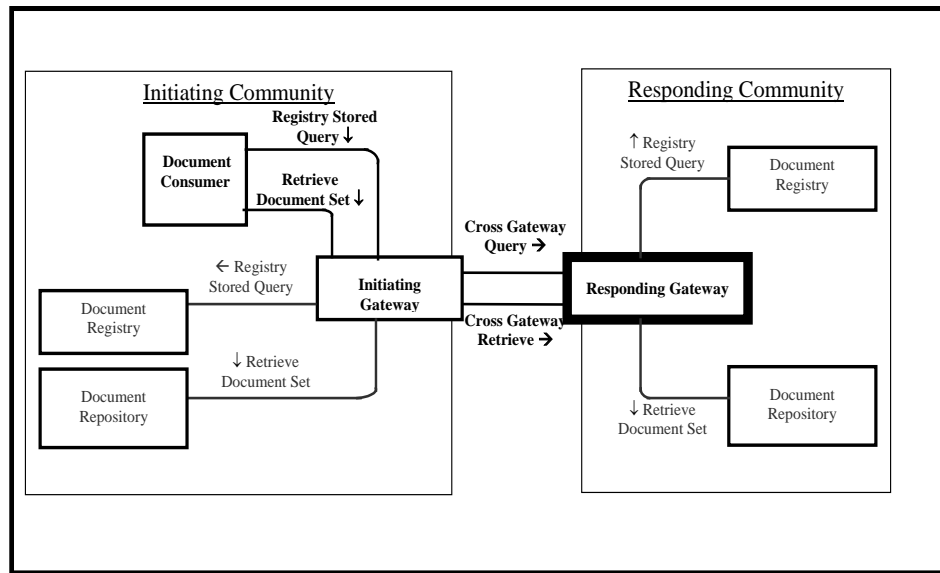 Initiating Community
Registry Stored
Query ↓
Document
Consumer
Retrieve
Document Set ↓
← Registry
Stored Query
Initiating
Gateway
Document
Registry
↓ Retrieve
Document Set
Document
Repository
Cross Gateway
Query →
Cross Gateway
Retrieve →
Responding Community
↑ Registry
Stored Query
Document
Registry
Responding Gateway
↓ Retrieve
Document Set
Document
Repository